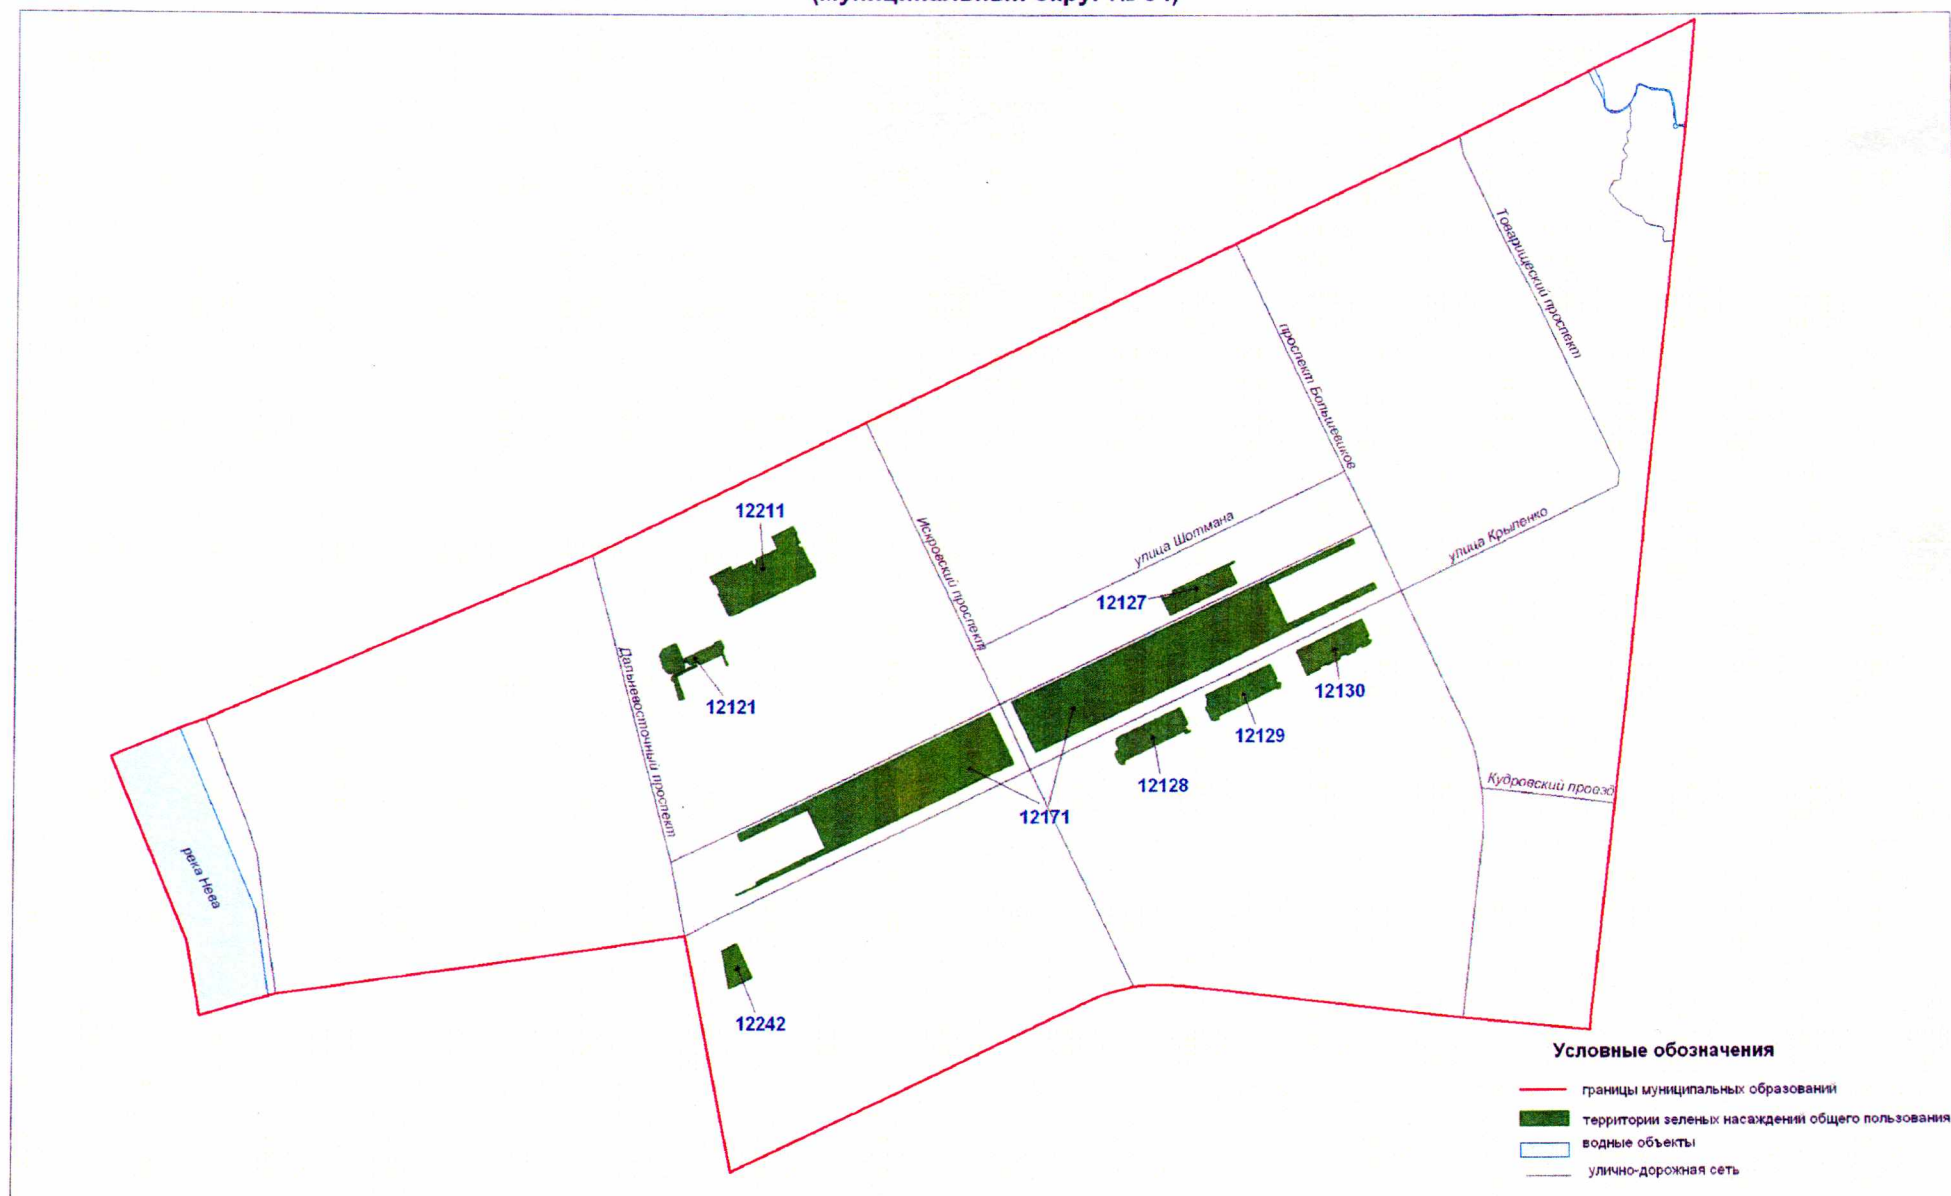 Товарищеский проспект
проспект Большевиков
12211
Искровский проспект
улица Шотмана
улица Крыленко
12127
Дальневосточный проспект
12121
12130
12129
12128
Кудровский проезд
12171
река Нева
12242
Условные обозначения
границы муниципальных образований
территории зеленых насаждений общего пользования
водные объекты
улично-дорожная сеть